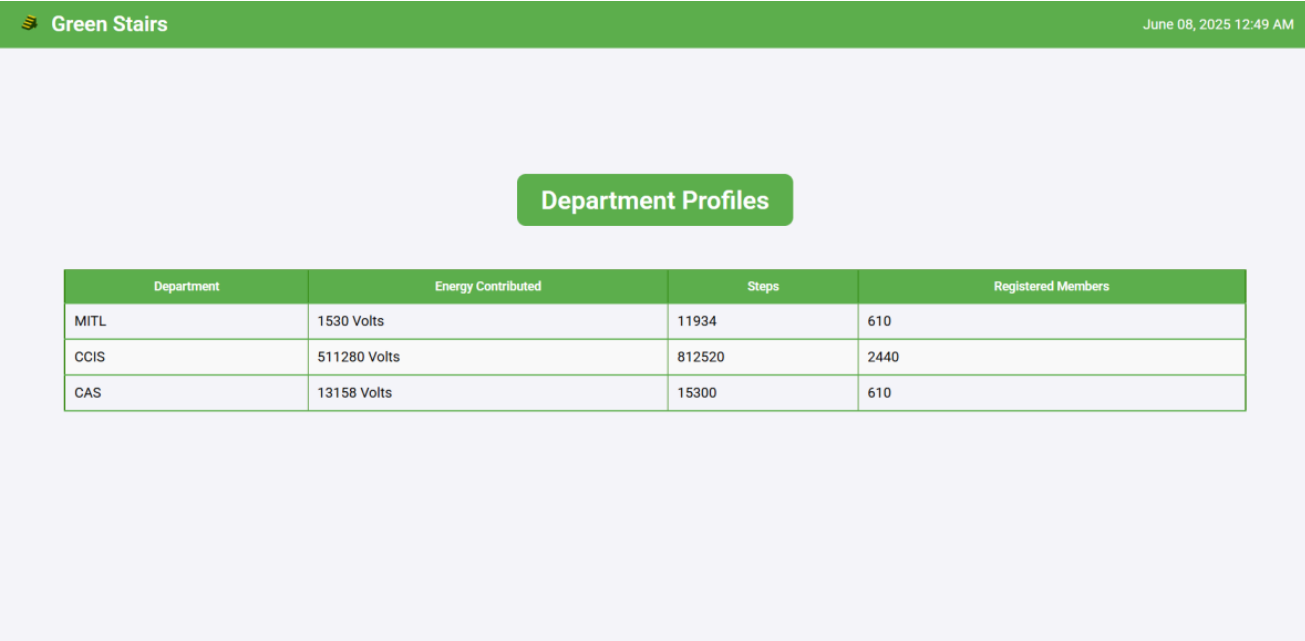 Green Stairs
June 08, 2025 12:49 AM
Department Profiles
Department Energy Contributed Steps Registered Members
MITL 1530 Volts 11934 610
CCIS 511280 Volts 812520 2440
CAS 13158 Volts 15300 610